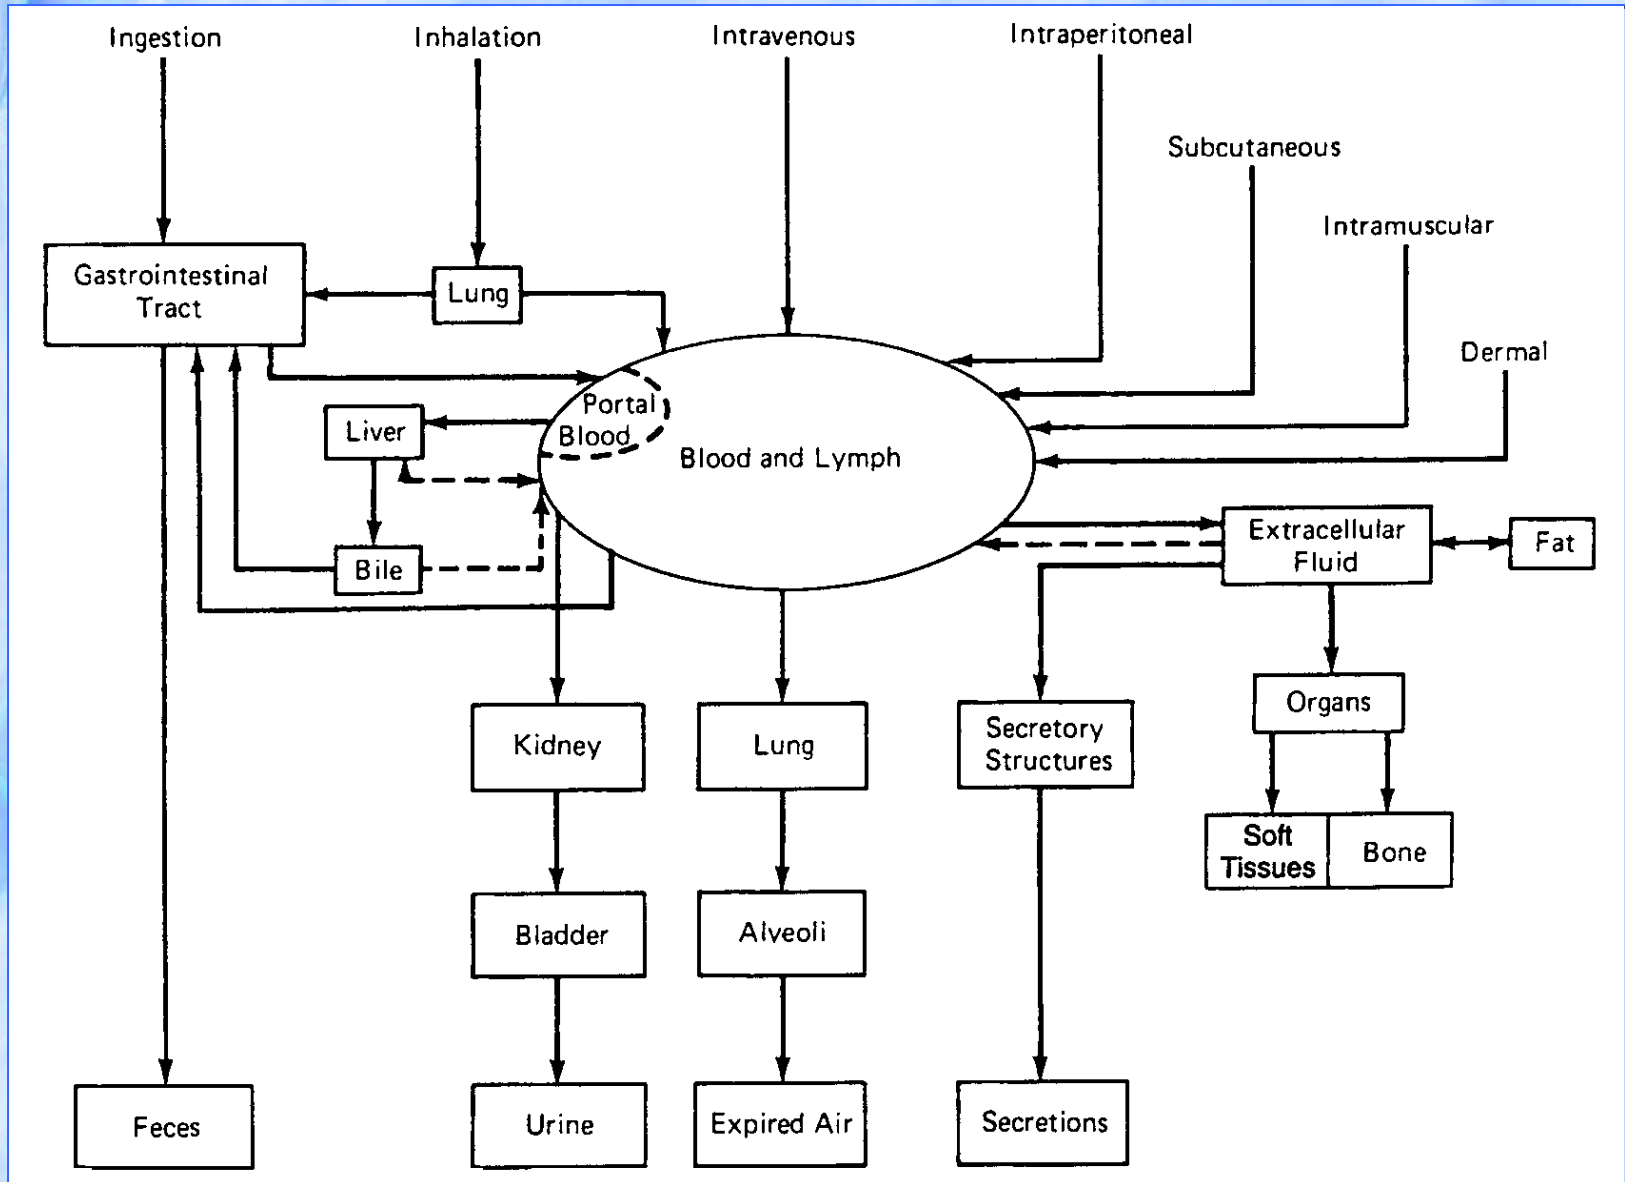 Ingestion
Inhalation
Intravenous
Intraperitoneal
Subcutaneous
Intramuscular
Dermal
Gastrointestinal
Tract
Lung
Portal
Blood
Liver
Blood and Lymph
Bile
Extracellular
Fluid
Fat
Organs
Kidney
Lung
Secretory
Structures
Soft
Tissues
Bone
Bladder
Alveoli
Feces
Urine
Expired Air
Secretions